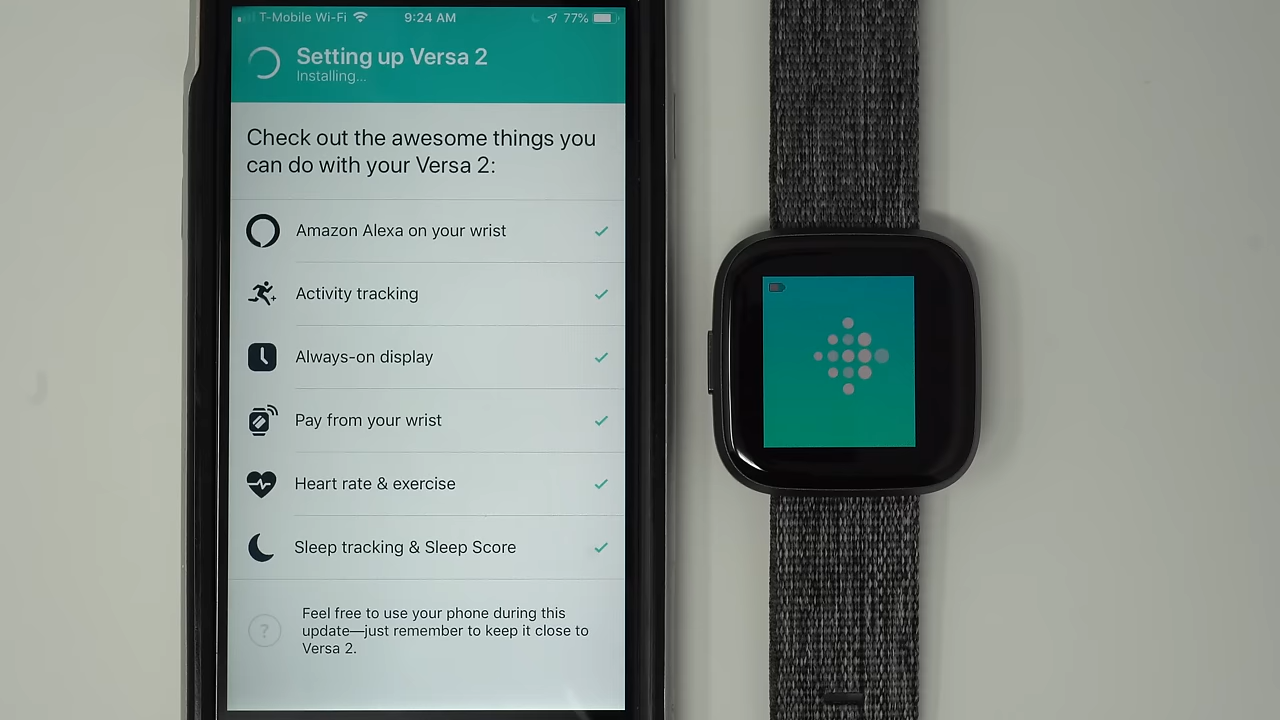 T-Mobile Wi-Fi 9:24 AM 77%
Setting up Versa 2
Installing...
Check out the awesome things you
can do with your Versa 2:
Amazon Alexa on your wrist
Activity tracking
Always-on display
Pay from your wrist
Heart rate & exercise
Sleep tracking & Sleep Score
? Feel free to use your phone during this
update—just remember to keep it close to
Versa 2.